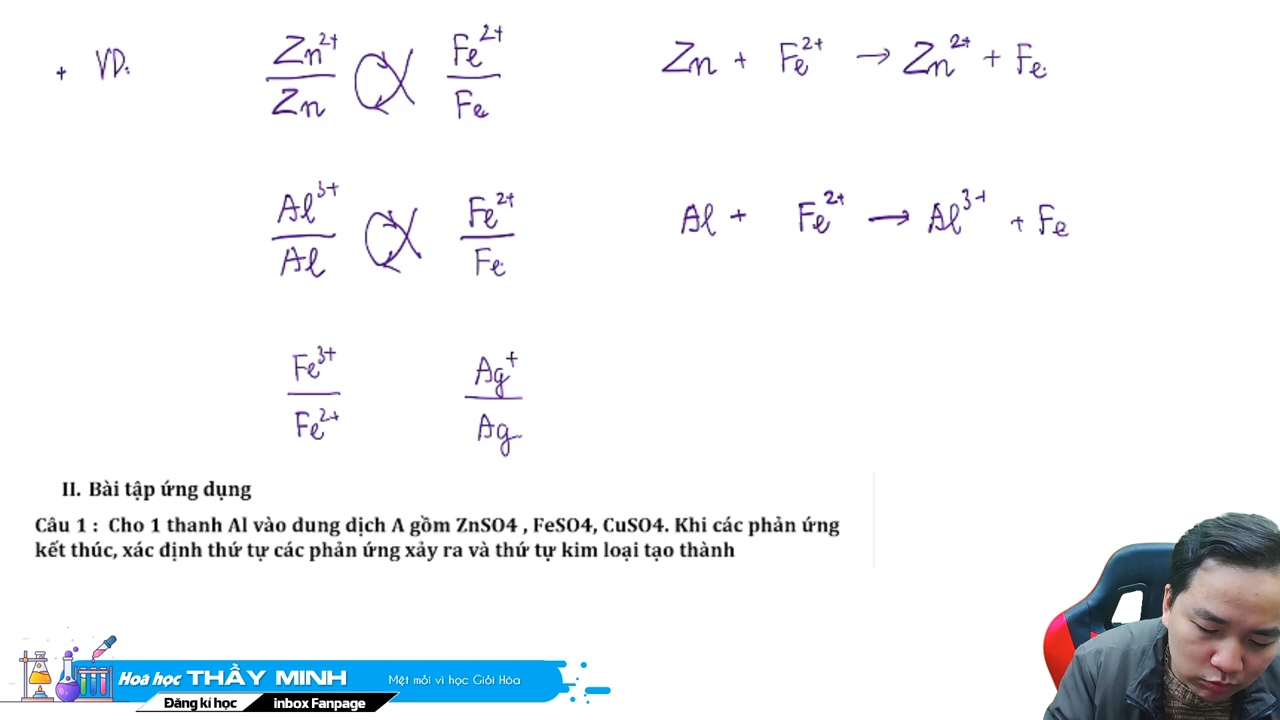 + VD: Zn²⁺/Zn Fe²⁺/Fe Zn + Fe²⁺ → Zn²⁺ + Fe
Al³⁺/Al Fe²⁺/Fe Al + Fe²⁺ → Al³⁺ + Fe
Fe³⁺/Fe²⁺ Ag⁺/Ag
II. Bài tập ứng dụng
Câu 1 : Cho 1 thanh Al vào dung dịch A gồm ZnSO4 , FeSO4, CuSO4. Khi các phản ứng
kết thúc, xác định thứ tự các phản ứng xảy ra và thứ tự kim loại tạo thành
Hoá học THẦY MINH Mệt mỏi vì học Giỏi Hóa
Đăng kí học inbox Fanpage